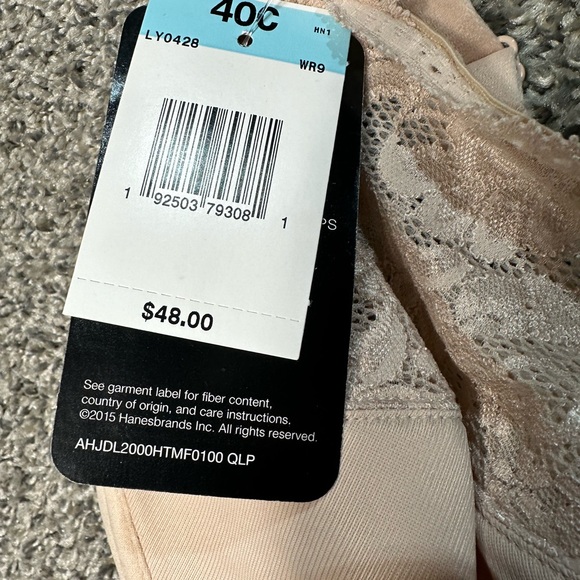 40C
HN1
LY0428
WR9
1 92503 79308 1
PS
$48.00
See garment label for fiber content,
country of origin, and care instructions.
©2015 Hanesbrands Inc. All rights reserved.
AHJDL2000HTMF0100 QLP